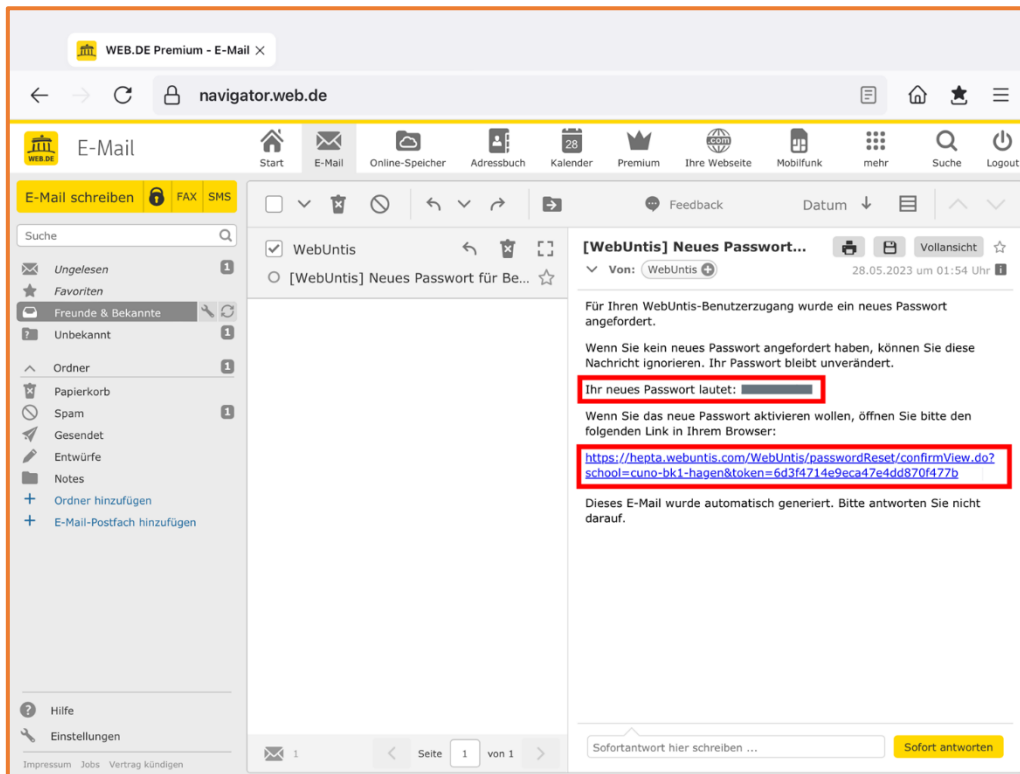 WEB.DE Premium - E-Mail
navigator.web.de
WEB.DE
E-Mail
Start
E-Mail
Online-Speicher
Adressbuch
28
Kalender
Premium
.com
Ihre Webseite
Mobilfunk
mehr
Suche
Logout
E-Mail schreiben
FAX
SMS
Feedback
Datum
Suche
Ungelesen 1
Favoriten
Freunde & Bekannte
Unbekannt 1
Ordner 1
Papierkorb
Spam 1
Gesendet
Entwürfe
Notes
Ordner hinzufügen
E-Mail-Postfach hinzufügen
Hilfe
Einstellungen
Impressum Jobs Vertrag kündigen
WebUntis
[WebUntis] Neues Passwort für Be...
1
Seite 1 von 1
[WebUntis] Neues Passwort...
Vollansicht
Von: WebUntis
28.05.2023 um 01:54 Uhr
Für Ihren WebUntis-Benutzerzugang wurde ein neues Passwort
angefordert.
Wenn Sie kein neues Passwort angefordert haben, können Sie diese
Nachricht ignorieren. Ihr Passwort bleibt unverändert.
Ihr neues Passwort lautet:
Wenn Sie das neue Passwort aktivieren wollen, öffnen Sie bitte den
folgenden Link in Ihrem Browser:
https://hepta.webuntis.com/WebUntis/passwordReset/confirmView.do?
school=cuno-bk1-hagen&token=6d3f4714e9eca47e4dd870f477b
Dieses E-Mail wurde automatisch generiert. Bitte antworten Sie nicht
darauf.
Sofortantwort hier schreiben ...
Sofort antworten